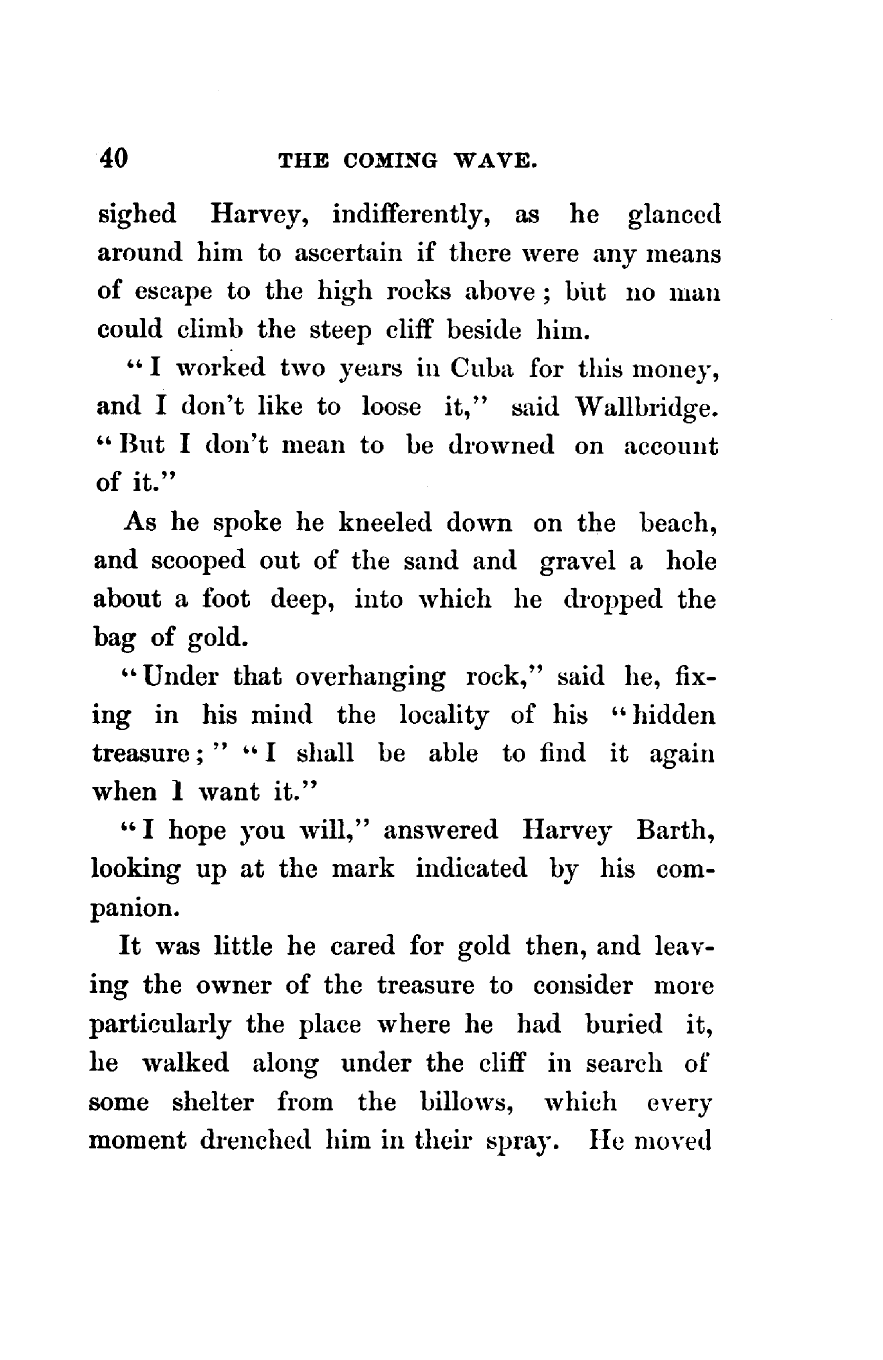 40 THE COMING WAVE.
sighed Harvey, indifferently, as he glanced
around him to ascertain if there were any means
of escape to the high rocks above ; but no man
could climb the steep cliff beside him.
“ I worked two years in Cuba for this money,
and I don’t like to loose it,” said Wallbridge.
“ But I don’t mean to be drowned on account
of it.”
As he spoke he kneeled down on the beach,
and scooped out of the sand and gravel a hole
about a foot deep, into which he dropped the
bag of gold.
“ Under that overhanging rock,” said he, fix-
ing in his mind the locality of his “ hidden
treasure ; ” “ I shall be able to find it again
when I want it.”
“ I hope you will,” answered Harvey Barth,
looking up at the mark indicated by his com-
panion.
It was little he cared for gold then, and leav-
ing the owner of the treasure to consider more
particularly the place where he had buried it,
he walked along under the cliff in search of
some shelter from the billows, which every
moment drenched him in their spray. He moved